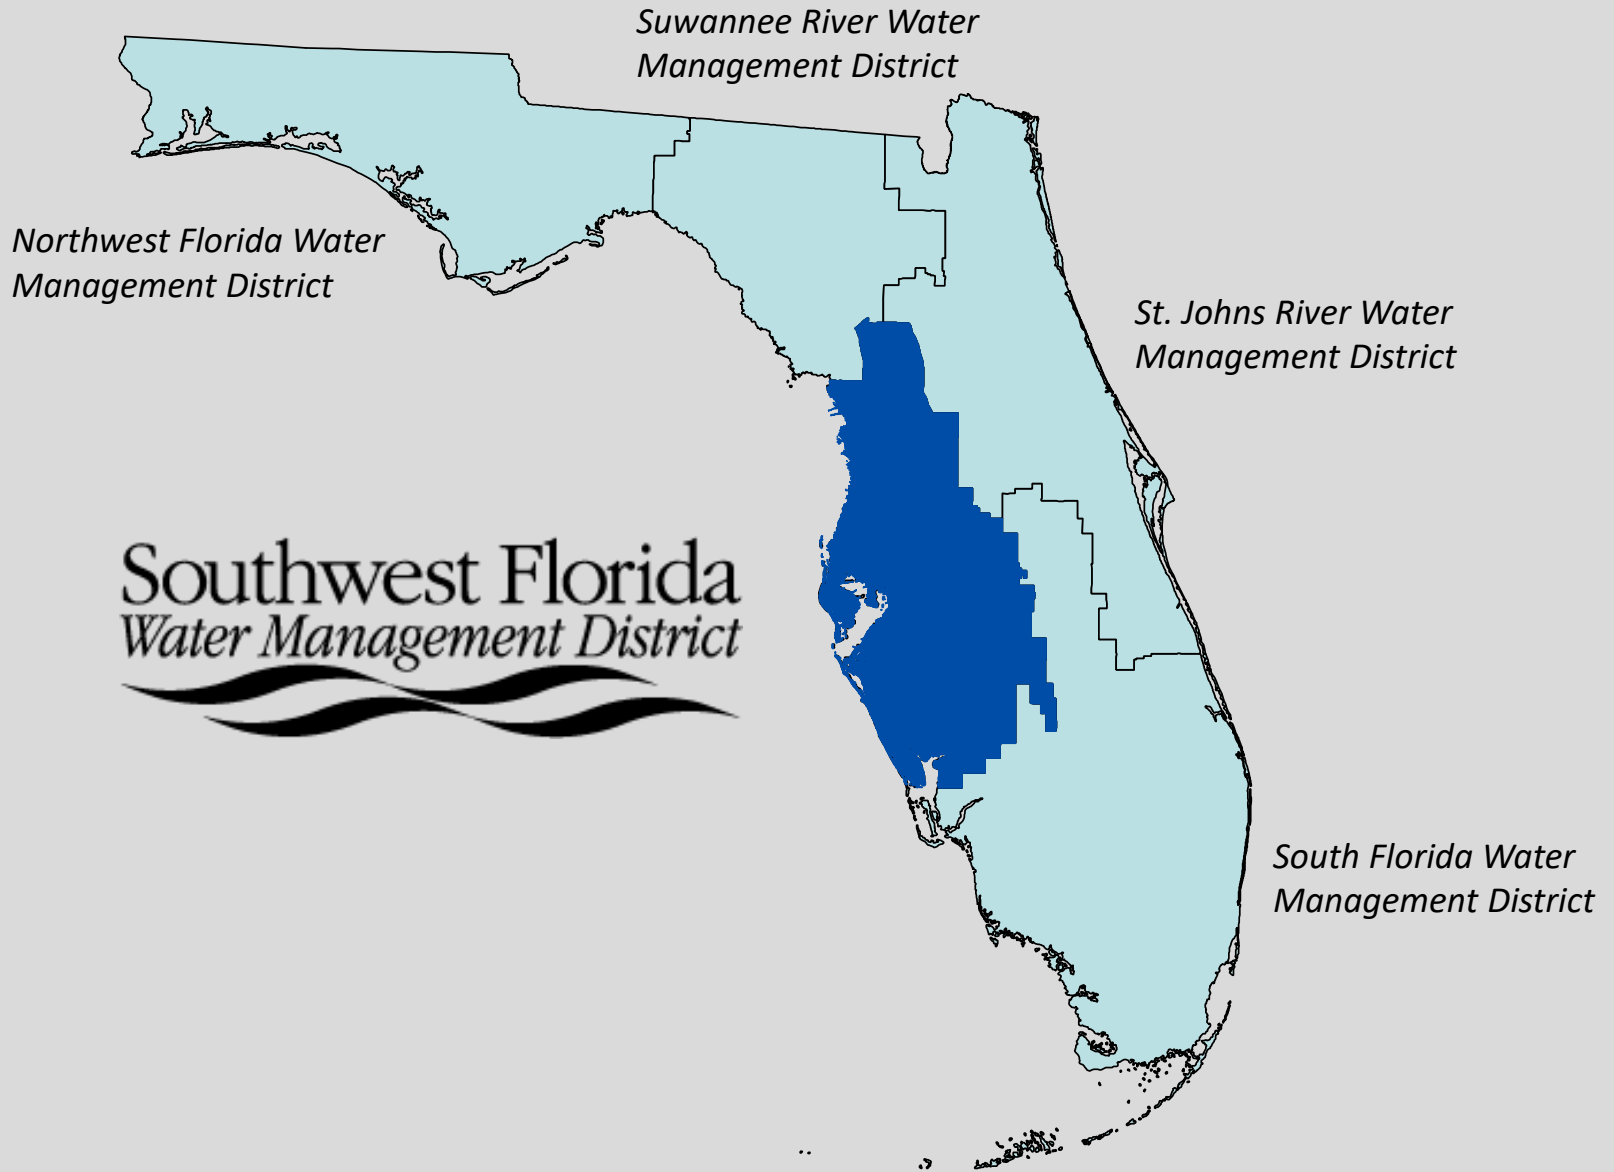 Suwannee River Water
Management District
Northwest Florida Water
Management District
St. Johns River Water
Management District
Southwest Florida
Water Management District
South Florida Water
Management District